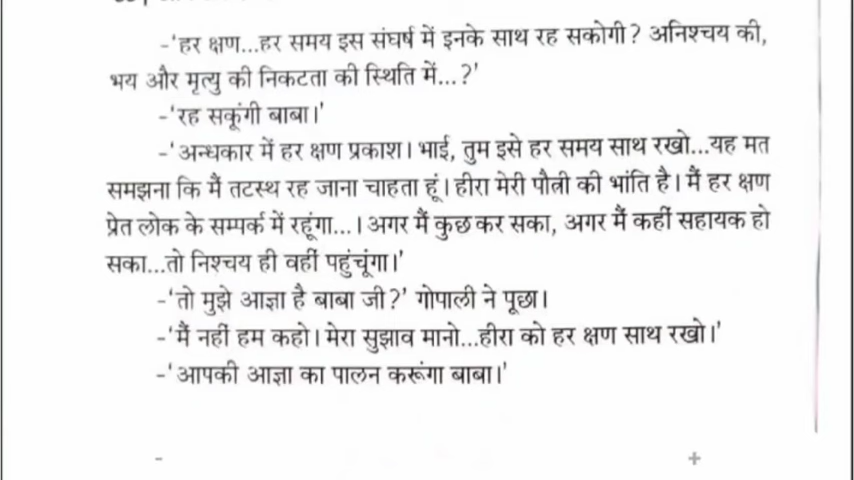 -'हर क्षण...हर समय इस संघर्ष में इनके साथ रह सकोगी? अनिश्चय की,
भय और मृत्यु की निकटता की स्थिति में...?'
-'रह सकूंगी बाबा।'
-'अन्धकार में हर क्षण प्रकाश। भाई, तुम इसे हर समय साथ रखो...यह मत
समझना कि मैं तटस्थ रह जाना चाहता हूं। हीरा मेरी पौत्री की भांति है। मैं हर क्षण
प्रेत लोक के सम्पर्क में रहूंगा...। अगर मैं कुछ कर सका, अगर मैं कहीं सहायक हो
सका...तो निश्चय ही वहीं पहुंचूंगा।'
-'तो मुझे आज्ञा है बाबा जी?' गोपाली ने पूछा।
-'मैं नहीं हम कहो। मेरा सुझाव मानो...हीरा को हर क्षण साथ रखो।'
-'आपकी आज्ञा का पालन करूंगा बाबा।'
- +